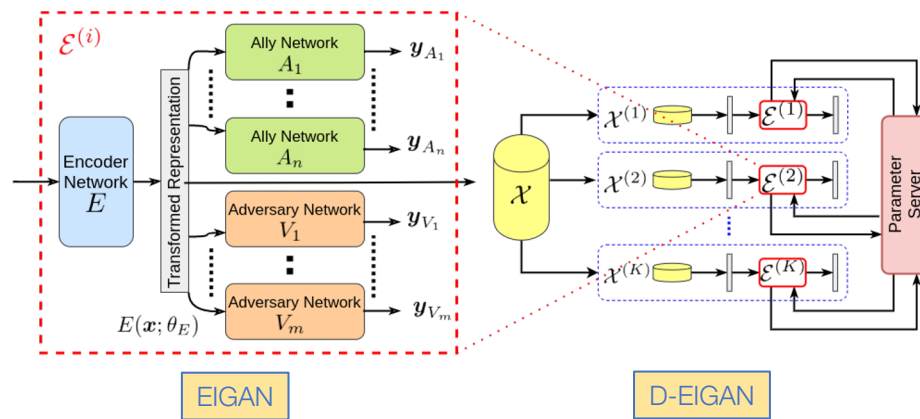 ℰ^(i)
Encoder
Network
E
Transformed Representation
Ally Network
A_1
y_{A_1}
Ally Network
A_n
y_{A_n}
Adversary Network
V_1
y_{V_1}
Adversary Network
V_m
y_{V_m}
E(x; θ_E)
EIGAN
𝒳
𝒳^(1)
ℰ^(1)
𝒳^(2)
ℰ^(2)
𝒳^(K)
ℰ^(K)
Parameter
Server
D-EIGAN